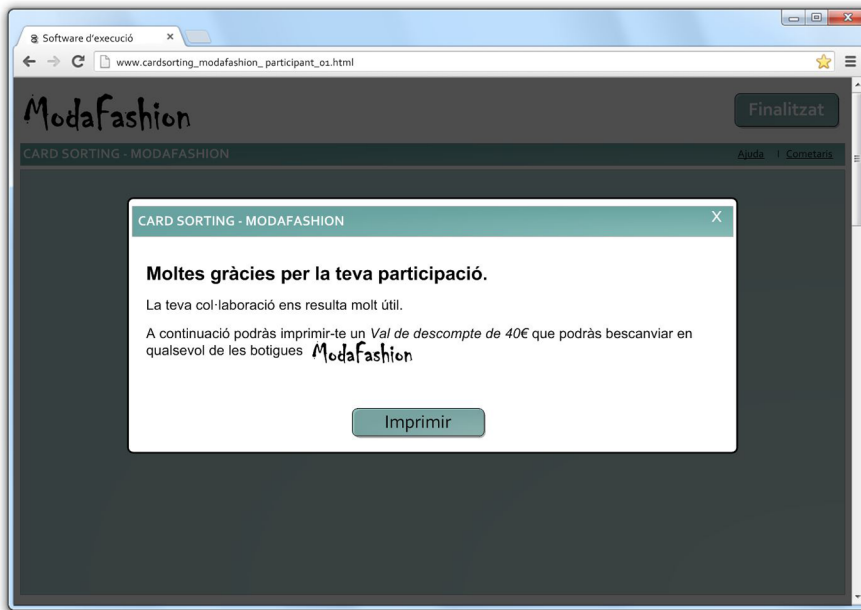 Software d'execució
www.cardsorting_modafashion_ participant_01.html
ModaFashion
Finalitzat
CARD SORTING - MODAFASHION
Ajuda | Cometaris
CARD SORTING - MODAFASHION X
Moltes gràcies per la teva participació.
La teva col·laboració ens resulta molt útil.
A continuació podràs imprimir-te un Val de descompte de 40€ que podràs bescanviar en
qualsevol de les botigues ModaFashion
Imprimir